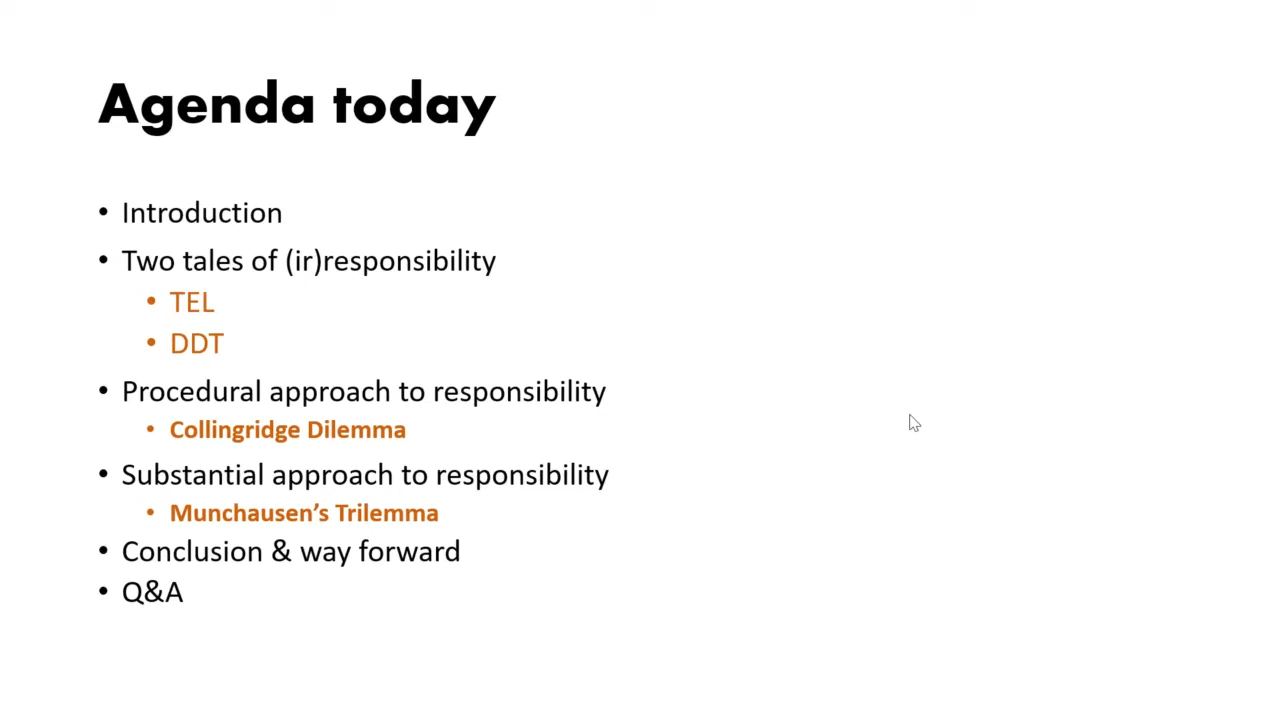 Agenda today
• Introduction
• Two tales of (ir)responsibility
• TEL
• DDT
• Procedural approach to responsibility
• Collingridge Dilemma
• Substantial approach to responsibility
• Munchausen’s Trilemma
• Conclusion & way forward
• Q&A